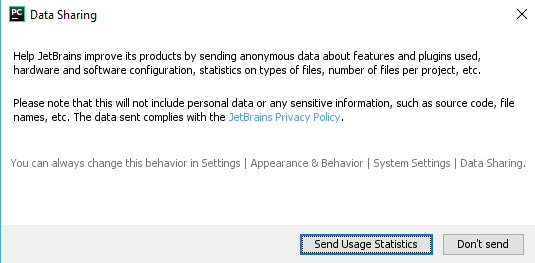 PC Data Sharing
Help JetBrains improve its products by sending anonymous data about features and plugins used,
hardware and software configuration, statistics on types of files, number of files per project, etc.
Please note that this will not include personal data or any sensitive information, such as source code, file
names, etc. The data sent complies with the JetBrains Privacy Policy.
You can always change this behavior in Settings | Appearance & Behavior | System Settings | Data Sharing.
Send Usage Statistics Don't send